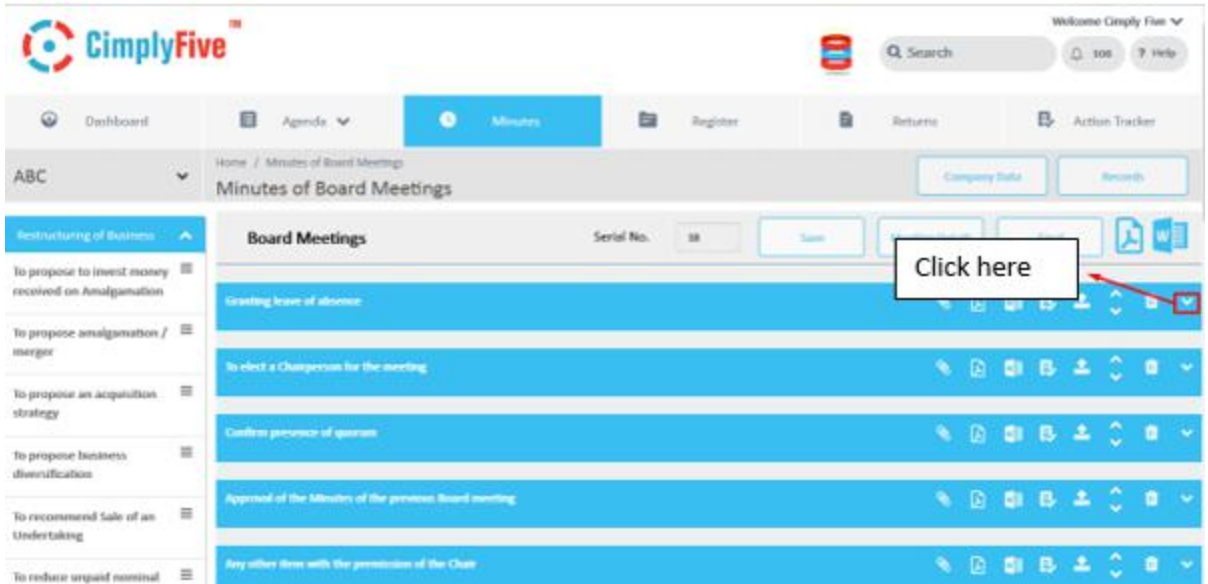 CimplyFive™
Welcome Cimply Five
Search
108
? Help
Dashboard
Agenda
Minutes
Register
Returns
Action Tracker
ABC
Home / Minutes of Board Meetings
Minutes of Board Meetings
Company Data
Records
Restructuring of Business
Board Meetings
Serial No.
Save
Click here
To propose to invest money
received on Amalgamation
Granting leave of absence
To propose amalgamation /
merger
To elect a Chairperson for the meeting
To propose an acquisition
strategy
Confirm presence of quorum
To propose business
diversification
Approval of the Minutes of the previous Board meeting
To recommend Sale of an
Undertaking
Any other item with the permission of the Chair
To reduce unpaid nominal